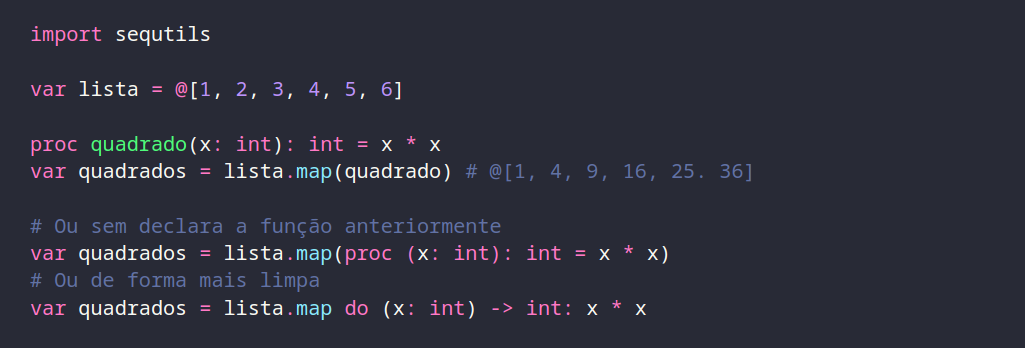 import sequtils
var lista = @[1, 2, 3, 4, 5, 6]
proc quadrado(x: int): int = x * x
var quadrados = lista.map(quadrado) # @[1, 4, 9, 16, 25. 36]
# Ou sem declara a função anteriormente
var quadrados = lista.map(proc (x: int): int = x * x)
# Ou de forma mais limpa
var quadrados = lista.map do (x: int) -> int: x * x